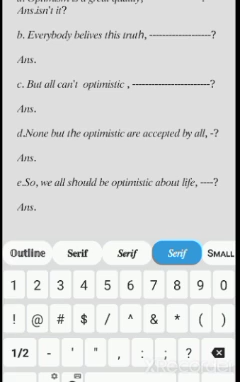 Ans.isn't it?
b. Everybody belives this truth, -------------------?
Ans.
c. But all can't optimistic , ------------------------?
Ans.
d.None but the optimistic are accepted by all, -?
Ans.
e.So, we all should be optimistic about life, ----?
Ans.
Outline Serif Serif Serif SMALL
1 2 3 4 5 6 7 8 9 0
! @ # $ / ^ & * ( )
1/2 - ' " , : ; ?